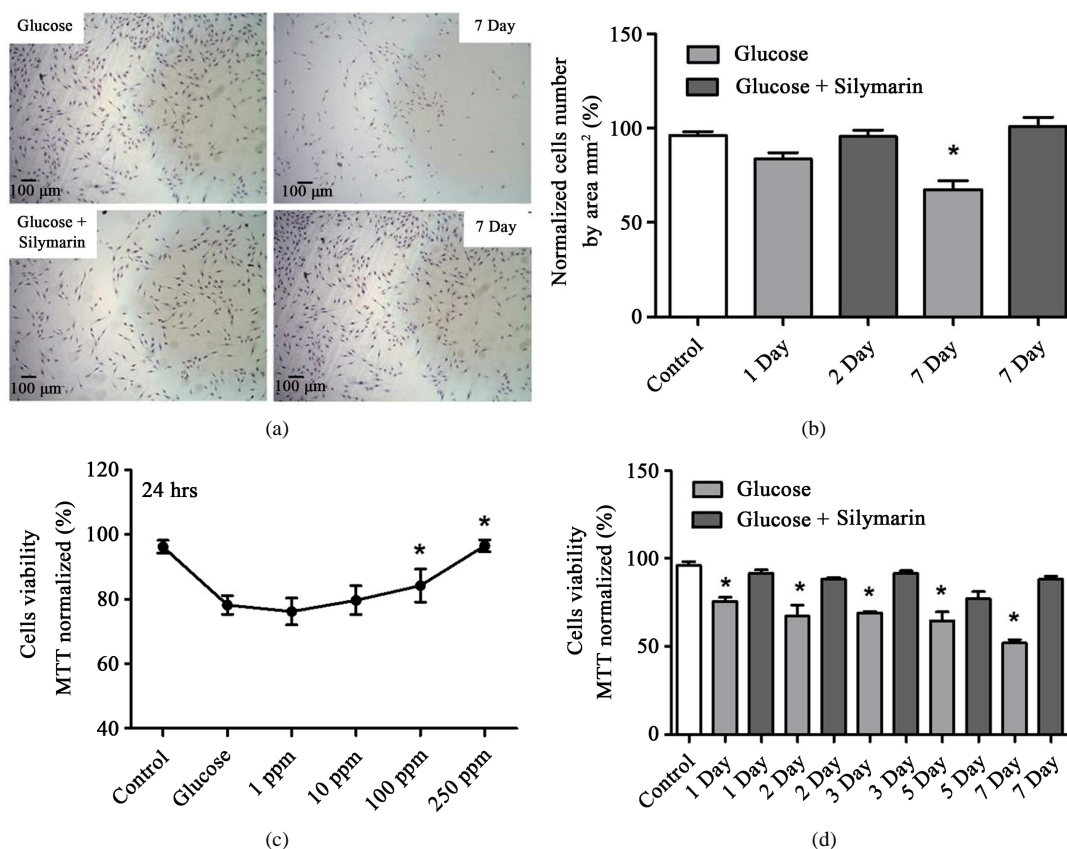 Glucose
7 Day
100 μm
100 μm
Glucose +
Silymarin
7 Day
100 μm
100 μm
(a)
150
100
50
0
Normalized cells number
by area mm² (%)
Glucose
Glucose + Silymarin
*
Control
1 Day
2 Day
7 Day
7 Day
(b)
120
100
80
60
40
Cells viability
MTT normalized (%)
24 hrs
*
*
Control
Glucose
1 ppm
10 ppm
100 ppm
250 ppm
(c)
150
100
50
0
Cells viability
MTT normalized (%)
Glucose
Glucose + Silymarin
*
*
*
*
*
Control
1 Day
1 Day
2 Day
2 Day
3 Day
3 Day
5 Day
5 Day
7 Day
7 Day
(d)